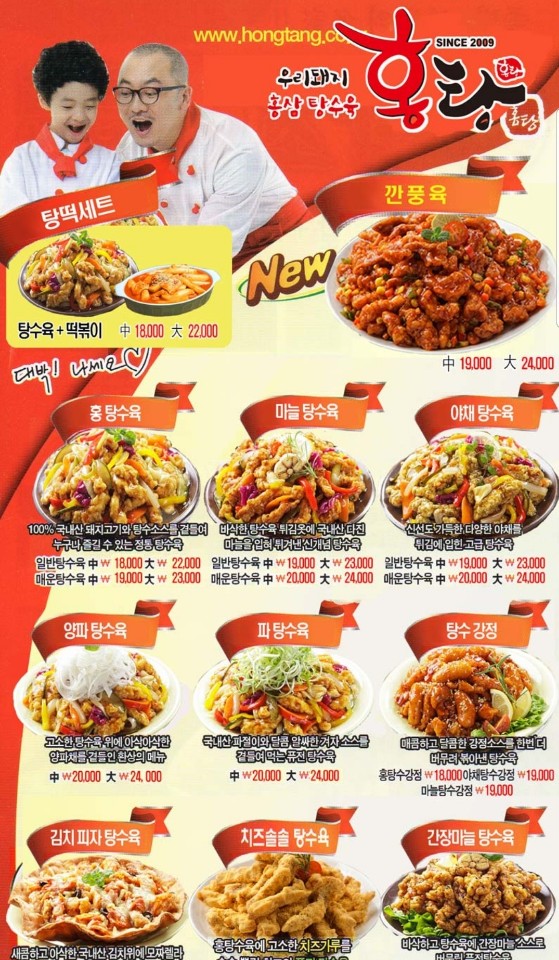 www.hongtang.co
SINCE 2009
우리돼지
홍삼 탕수육
홍탕
홍탕
탕떡세트
깐풍육
New
탕수육+떡볶이 中 18,000 大 22,000
中 19,000 大 24,000
대박! 나세요♡
홍 탕수육
100% 국내산 돼지고기와 탕수소스를 곁들여
누구나 즐길 수 있는 정통 탕수육
일반탕수육 中 ₩ 18,000 大 ₩ 22,000
매운탕수육 中 ₩ 19,000 大 ₩ 23,000
마늘 탕수육
바삭한 탕수육 튀김옷에 국내산 다진
마늘을 입혀 튀겨낸 신개념 탕수육
일반탕수육 中 ₩ 19,000 大 ₩ 23,000
매운탕수육 中 ₩ 20,000 大 ₩ 24,000
야채 탕수육
신선도 가득한 다양한 야채를
튀김에 입힌 고급 탕수육
일반탕수육 中 ₩ 19,000 大 ₩ 23,000
매운탕수육 中 ₩ 20,000 大 ₩ 24,000
양파 탕수육
고소한 탕수육 위에 아삭아삭한
양파채를 곁들인 환상의 메뉴
中 ₩20,000 大 ₩24,000
파 탕수육
국내산 파절이와 달콤 알싸한 겨자 소스를
곁들여 먹는 퓨전 탕수육
中 ₩20,000 大 ₩24,000
탕수 강정
매콤하고 달콤한 강정소스를 한번 더
버무려 볶아낸 탕수육
홍탕수강정 ₩18,000 야채탕수강정 ₩19,000
마늘탕수강정 ₩19,000
김치 피자 탕수육
새콤하고 아삭한 국내산 김치위에 모짜렐라
치즈솔솔 탕수육
홍탕수육에 고소한 치즈가루를
간장마늘 탕수육
바삭하고 탕수육에 간장마늘 소스로
버무린 퓨전탕수육